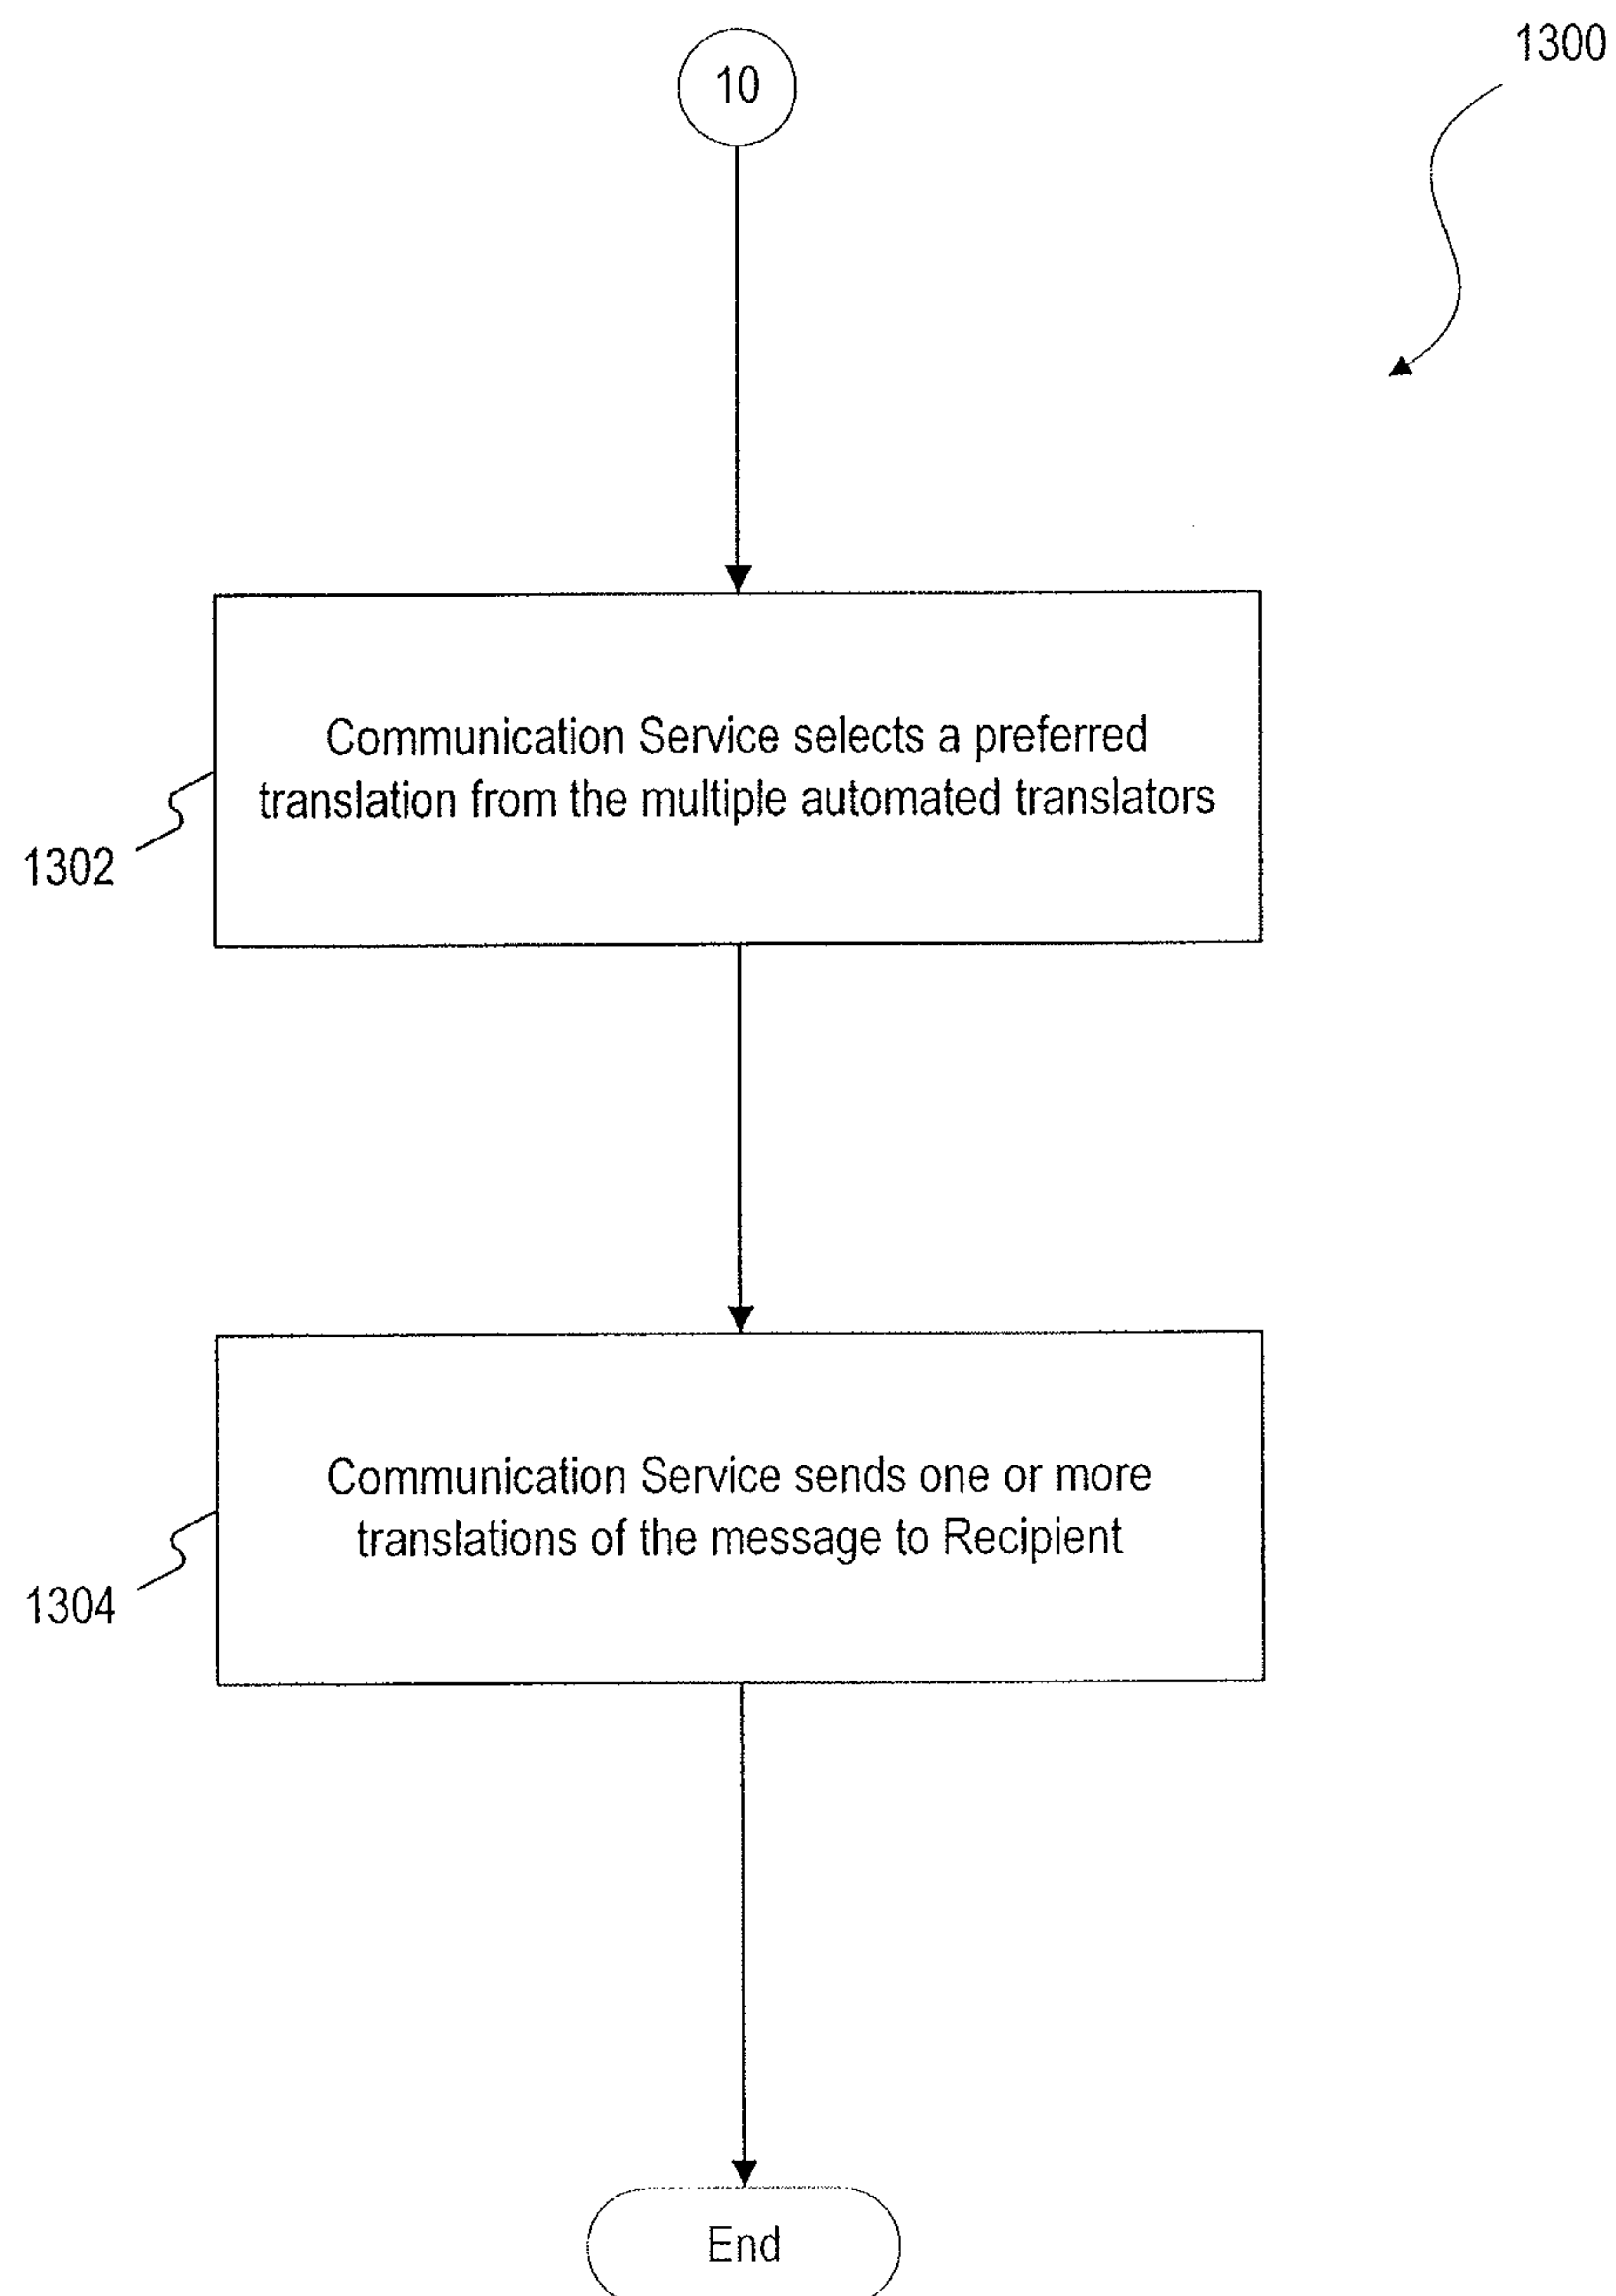 10
1300
Communication Service selects a preferred
translation from the multiple automated translators
1302
Communication Service sends one or more
translations of the message to Recipient
1304
End